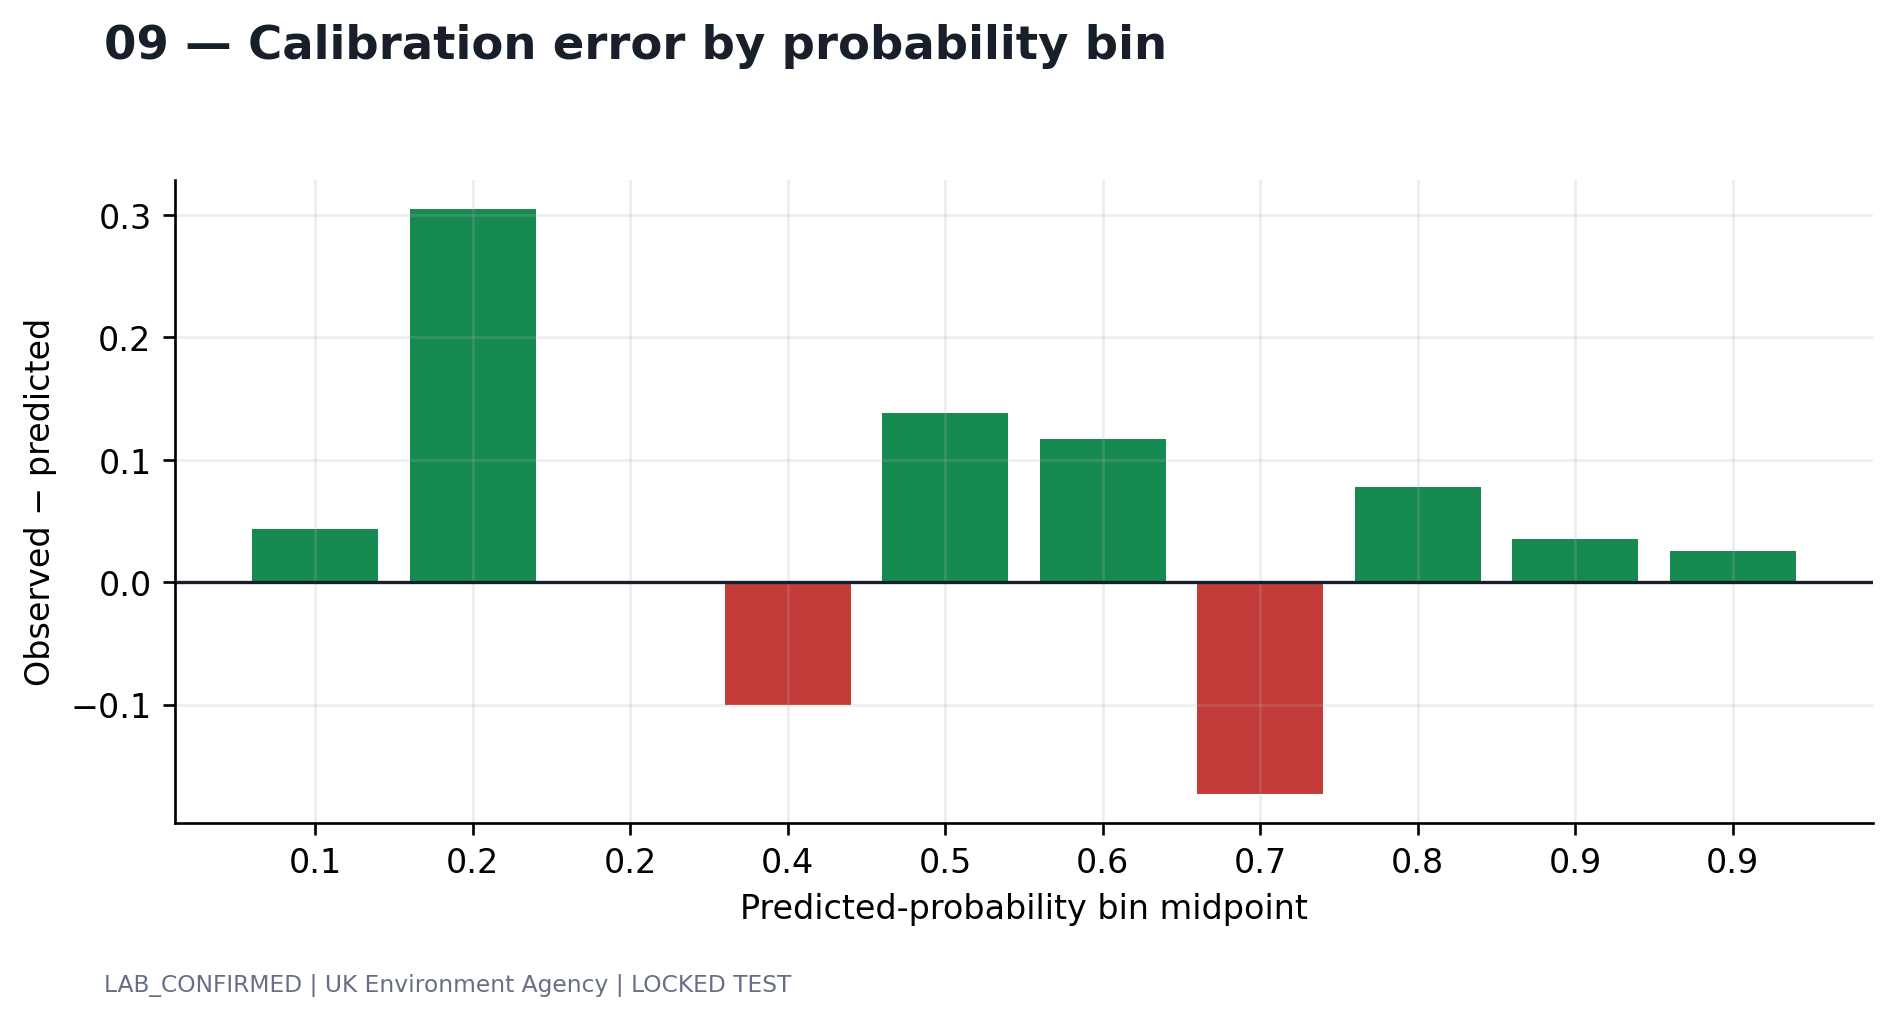 09 — Calibration error by probability bin
Observed − predicted
0.3
0.2
0.1
0.0
−0.1
0.1 0.2 0.2 0.4 0.5 0.6 0.7 0.8 0.9 0.9
Predicted-probability bin midpoint
LAB_CONFIRMED | UK Environment Agency | LOCKED TEST